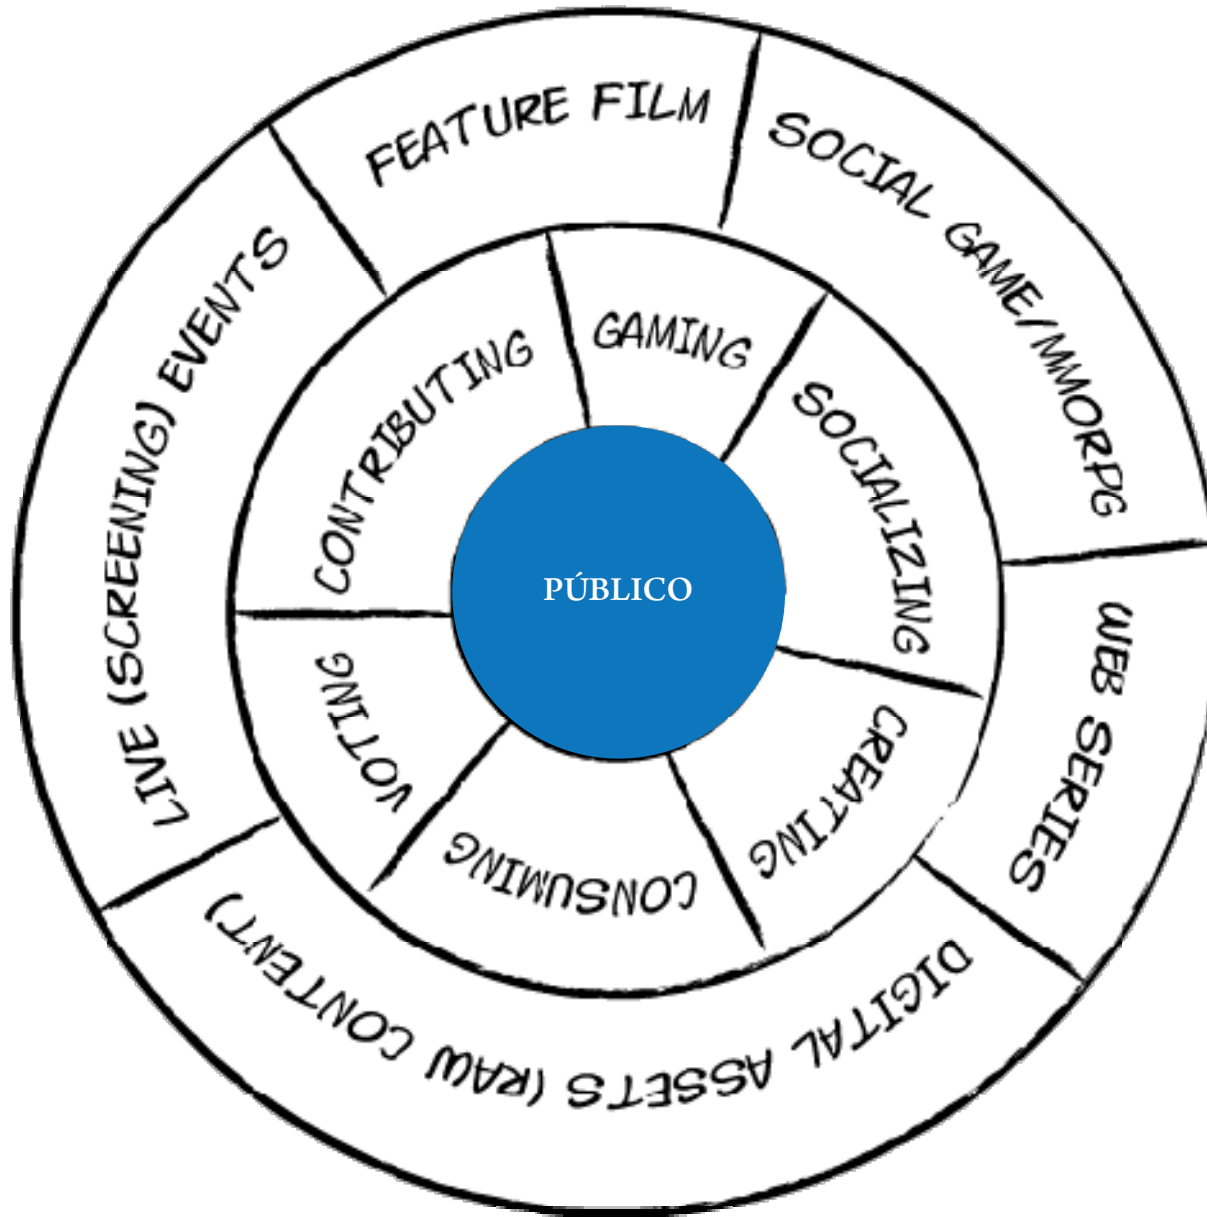 FEATURE FILM
SOCIAL GAME/MMORPG
WEB SERIES
DIGITAL ASSETS (RAW CONTENT)
LIVE (SCREENING) EVENTS
GAMING
SOCIALIZING
CREATING
CONSUMING
VOTING
CONTRIBUTING
PÚBLICO